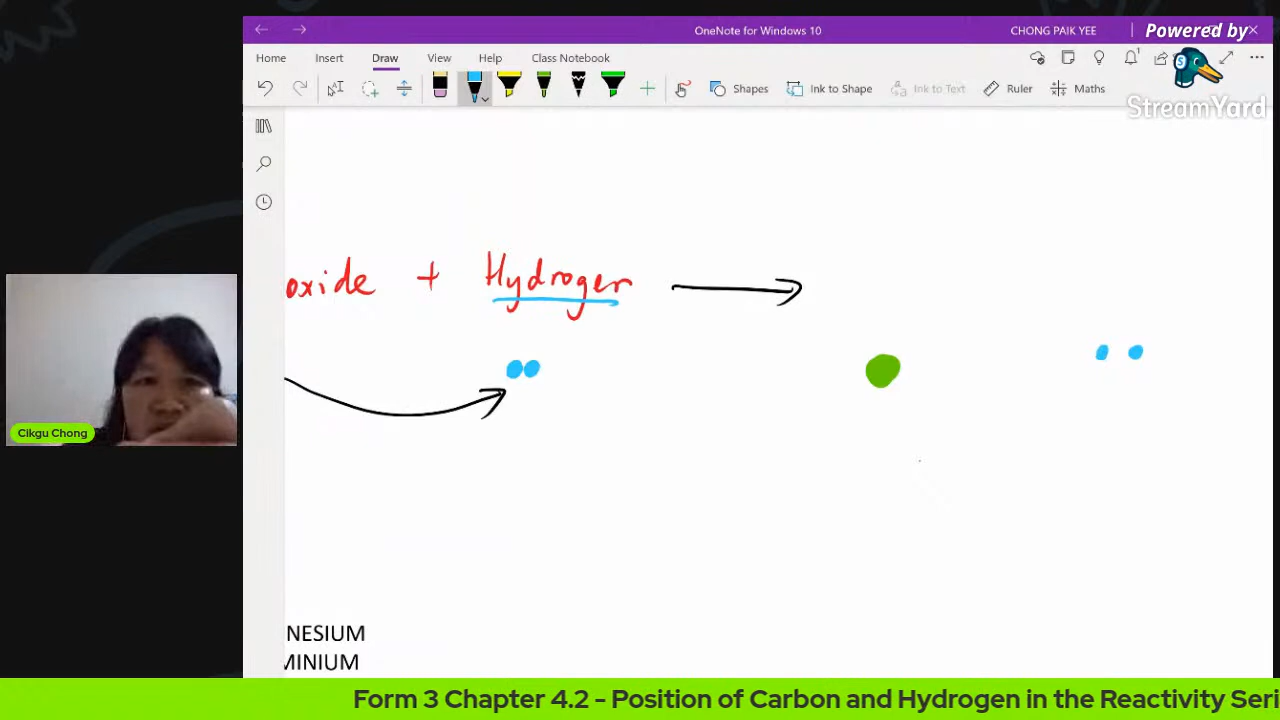 OneNote for Windows 10
CHONG PAIK YEE
Powered by
Home Insert Draw View Help Class Notebook
Shapes Ink to Shape Ink to Text Ruler Maths
StreamYard
oxide + Hydrogen
Cikgu Chong
NESIUM
MINIUM
Form 3 Chapter 4.2 - Position of Carbon and Hydrogen in the Reactivity Seri